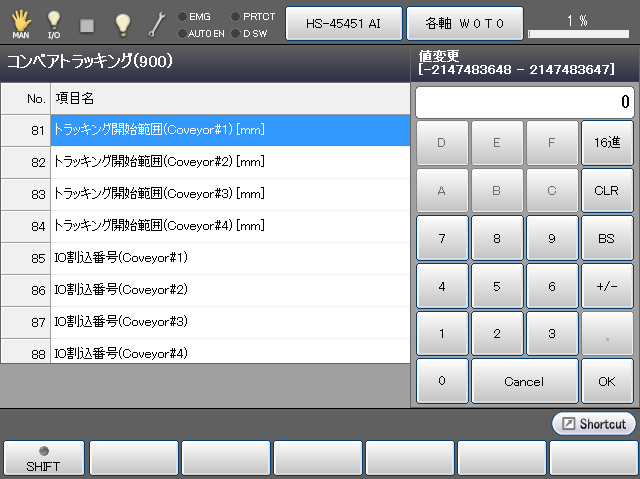 MAN
I/O
EMG
AUTO EN
PRTCT
D SW
HS-45451 AI
各軸 W0T0
1 %
コンベアトラッキング(900)
値変更
[-2147483648 - 2147483647]
0
No. 項目名
81 トラッキング開始範囲(Coveyor#1) [mm]
82 トラッキング開始範囲(Coveyor#2) [mm]
83 トラッキング開始範囲(Coveyor#3) [mm]
84 トラッキング開始範囲(Coveyor#4) [mm]
85 IO割込番号(Coveyor#1)
86 IO割込番号(Coveyor#2)
87 IO割込番号(Coveyor#3)
88 IO割込番号(Coveyor#4)
D E F 16進
A B C CLR
7 8 9 BS
4 5 6 +/-
1 2 3 .
0 Cancel OK
Shortcut
SHIFT